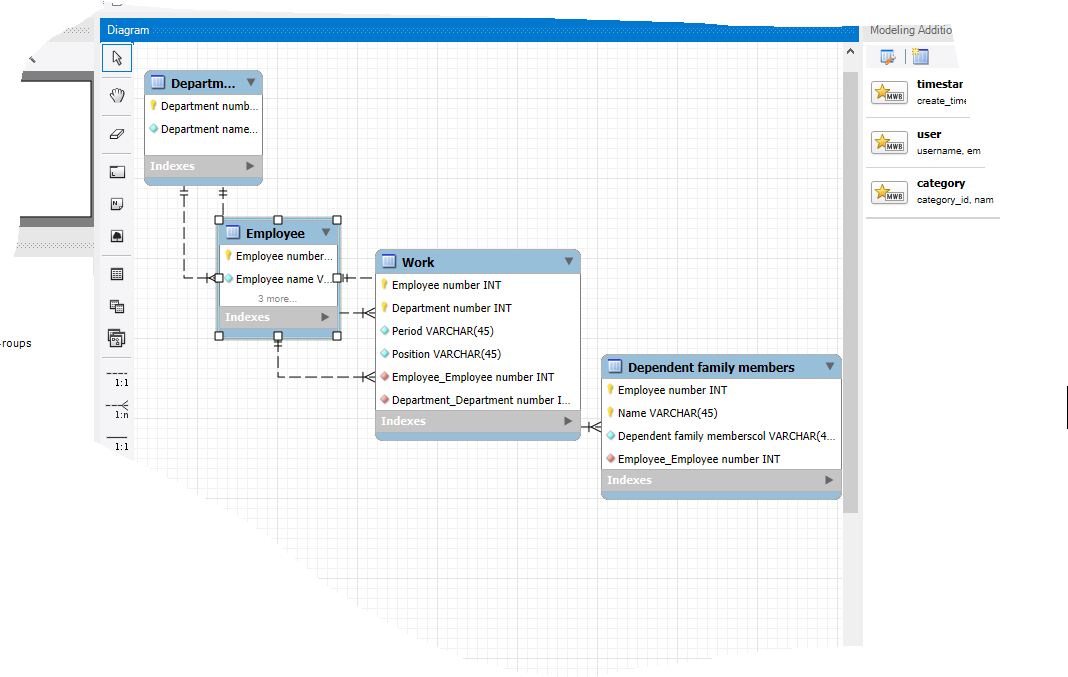 Diagram
Modeling Additio
Departm...
Department numb...
Department name...
Indexes
Employee
Employee number...
Employee name V...
3 more...
Indexes
Work
Employee number INT
Department number INT
Period VARCHAR(45)
Position VARCHAR(45)
Employee_Employee number INT
Department_Department number I...
Indexes
Dependent family members
Employee number INT
Name VARCHAR(45)
Dependent family memberscol VARCHAR(4...
Employee_Employee number INT
Indexes
1:1
1:n
1:1
roups
MWB
timestar
create_time
MWB
user
username, em
MWB
category
category_id, nam